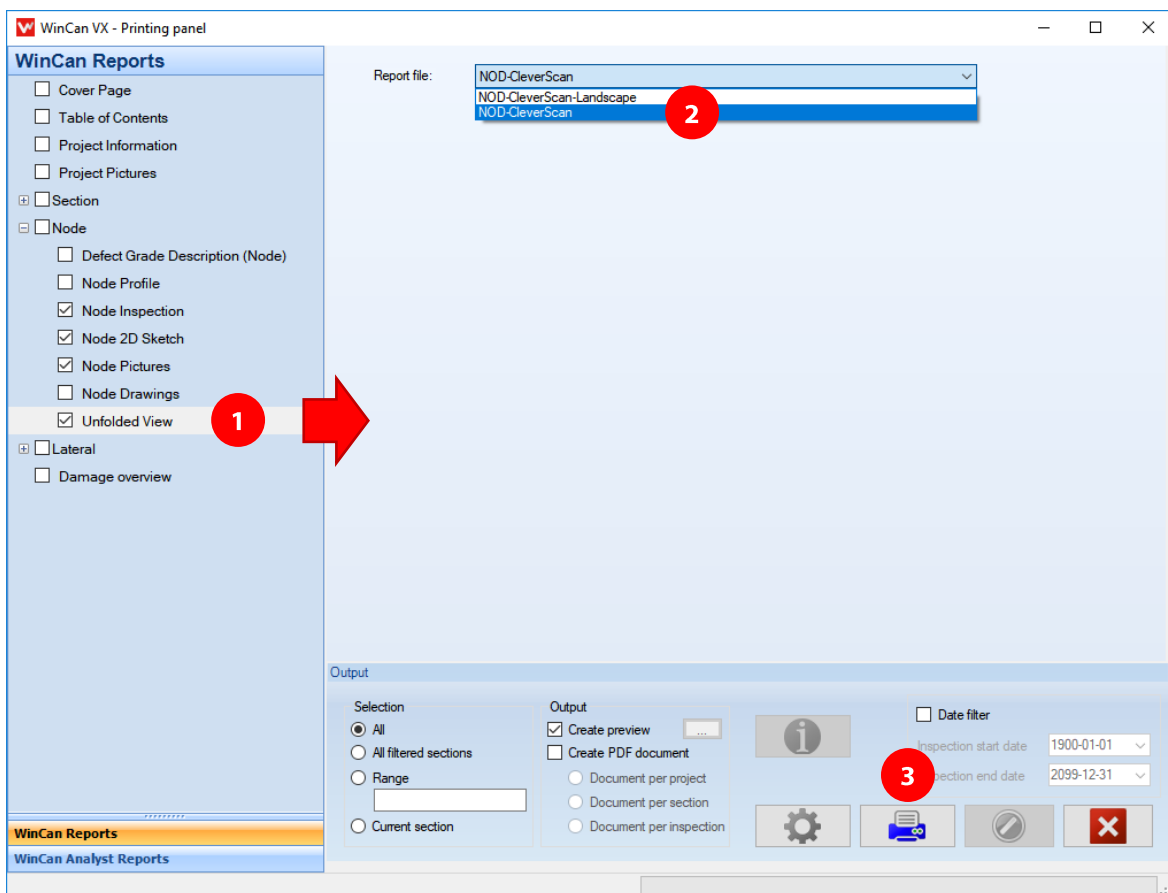 WinCan VX - Printing panel
WinCan Reports
Cover Page
Table of Contents
Project Information
Project Pictures
Section
Node
Defect Grade Description (Node)
Node Profile
Node Inspection
Node 2D Sketch
Node Pictures
Node Drawings
Unfolded View
1
Lateral
Damage overview
WinCan Reports
WinCan Analyst Reports
Report file:
NOD-CleverScan
NOD-CleverScan-Landscape
NOD-CleverScan
2
Output
Selection
All
All filtered sections
Range
Current section
Output
Create preview
...
Create PDF document
Document per project
Document per section
Document per inspection
Date filter
Inspection start date
1900-01-01
3
end date
2099-12-31